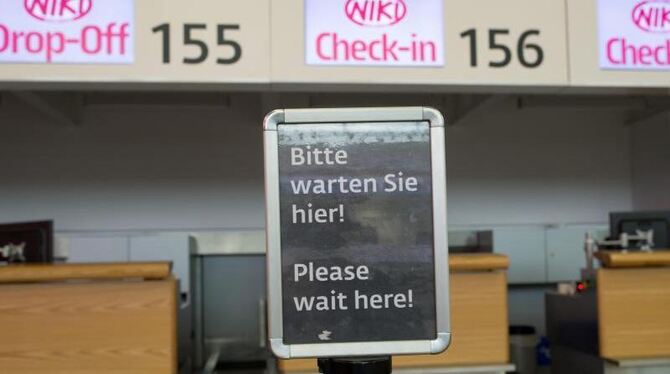 NIKI
Drop-Off
155
NIKI
Check-in
156
NIKI
Check
Bitte
warten Sie
hier!
Please
wait here!